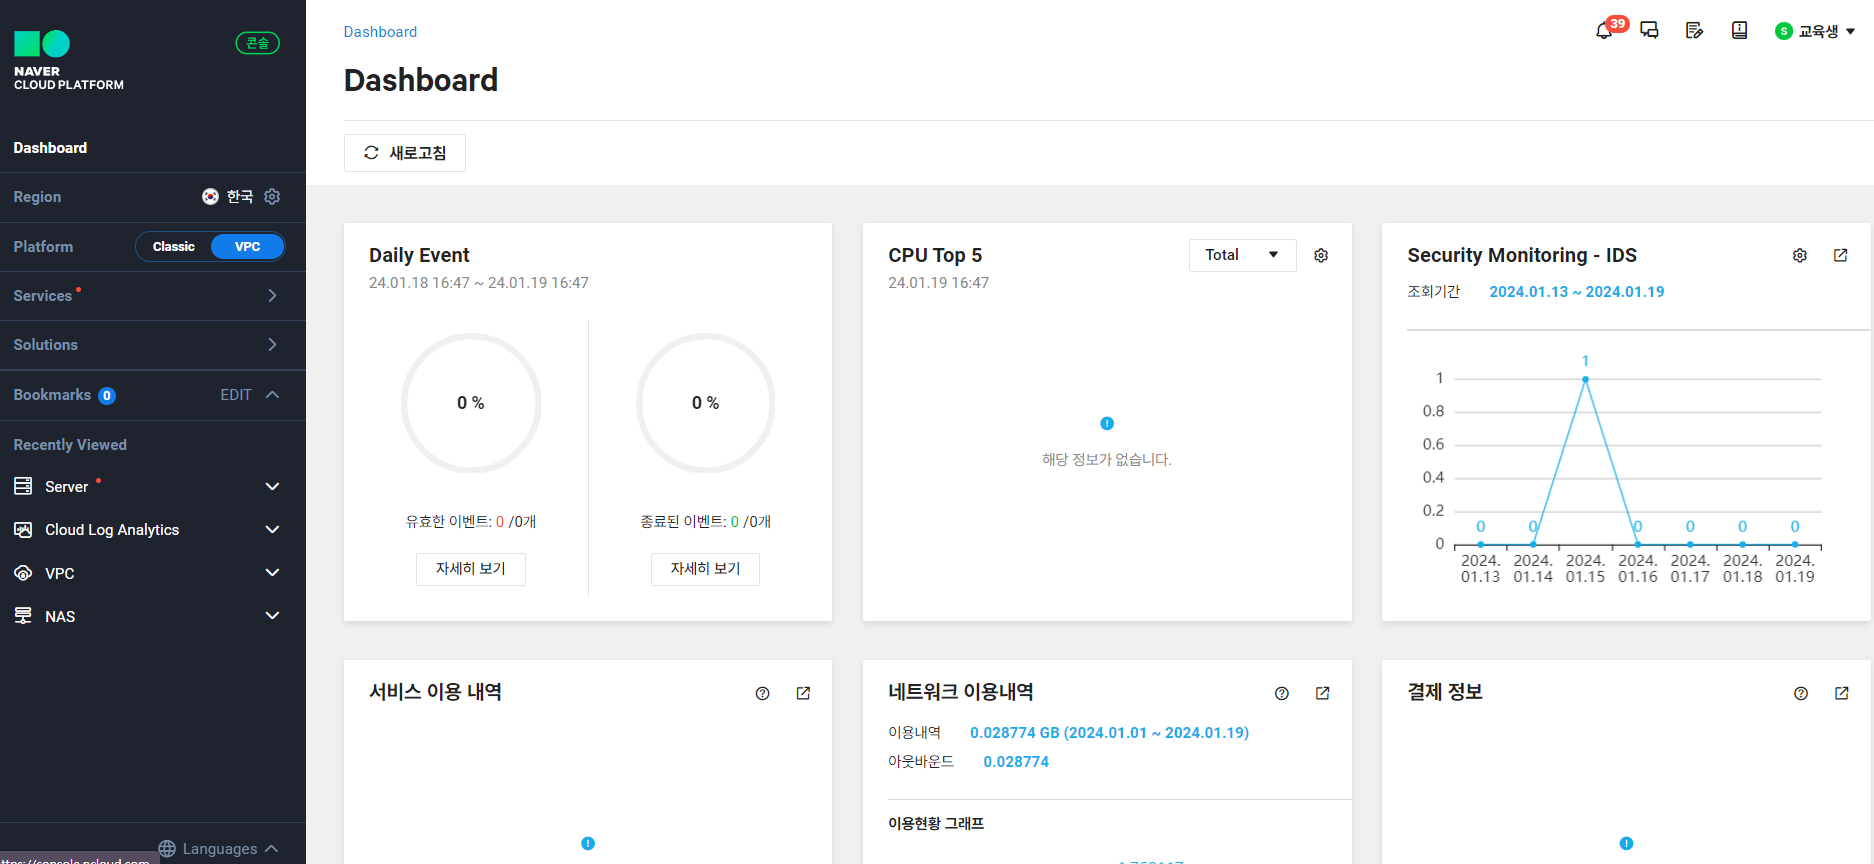 NAVER
CLOUD PLATFORM
콘솔
Dashboard
Region 한국
Platform Classic VPC
Services
Solutions
Bookmarks 0 EDIT
Recently Viewed
Server
Cloud Log Analytics
VPC
NAS
Languages
Dashboard
39
S 교육생
Dashboard
새로고침
Daily Event
24.01.18 16:47 ~ 24.01.19 16:47
0 % 0 %
유효한 이벤트: 0 /0개 종료된 이벤트: 0 /0개
자세히 보기 자세히 보기
CPU Top 5 Total
24.01.19 16:47
해당 정보가 없습니다.
Security Monitoring - IDS
조회기간 2024.01.13 ~ 2024.01.19
1
1
0.8
0.6
0.4
0.2
0 0 0 0 0 0
0
2024. 2024. 2024. 2024. 2024. 2024. 2024.
01.13 01.14 01.15 01.16 01.17 01.18 01.19
서비스 이용 내역
네트워크 이용내역
이용내역 0.028774 GB (2024.01.01 ~ 2024.01.19)
아웃바운드 0.028774
이용현황 그래프
결제 정보